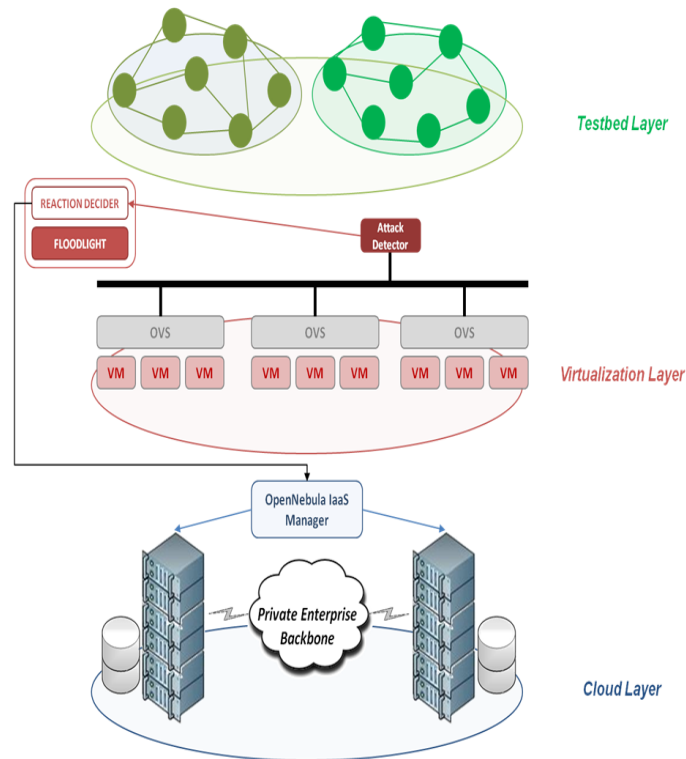 Testbed Layer
REACTION DECIDER
FLOODLIGHT
Attack
Detector
OVS OVS OVS
VM VM VM VM VM VM VM VM VM
Virtualization Layer
OpenNebula IaaS
Manager
Private Enterprise
Backbone
Cloud Layer